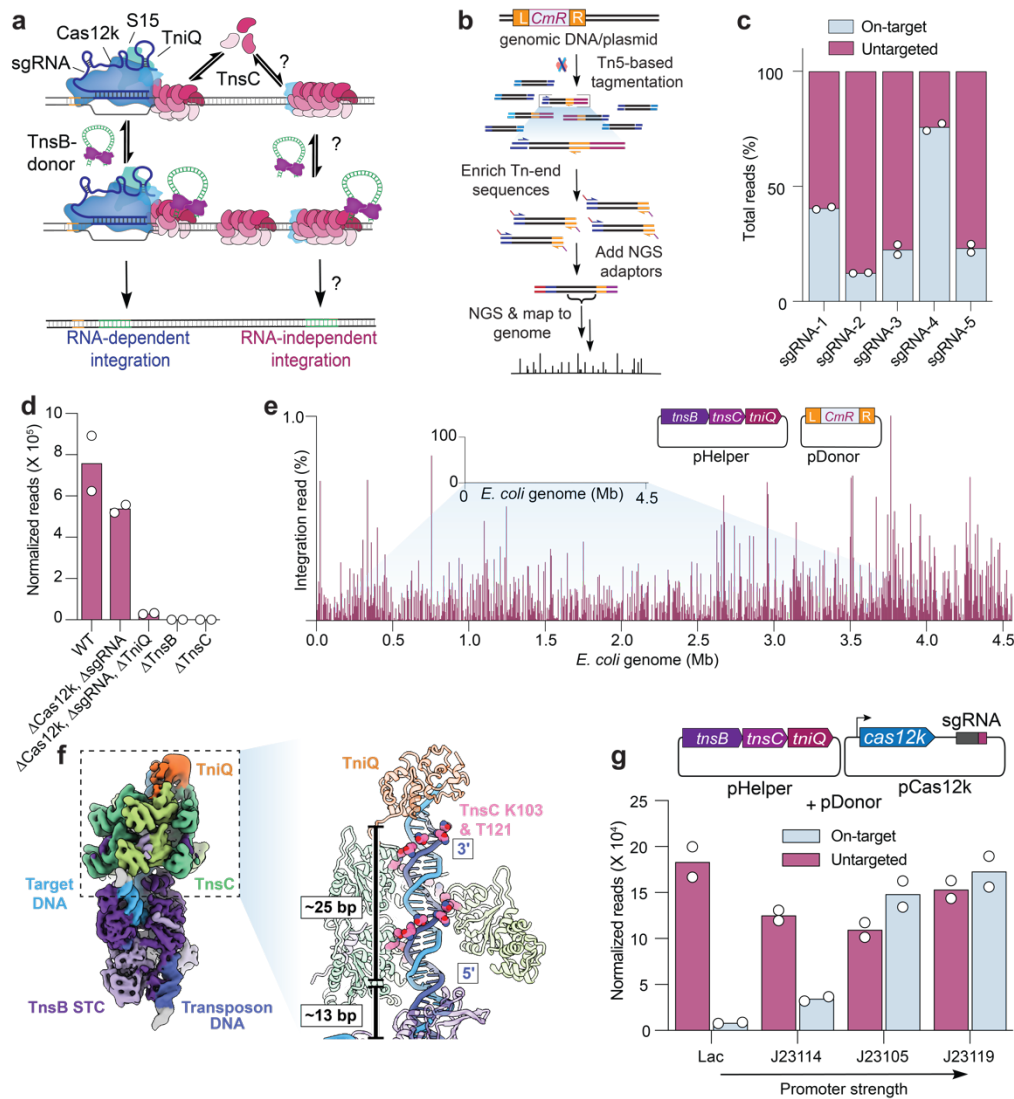 a
S15
Cas12k
TniQ
sgRNA
TnsC
?
TnsB-
donor
?
?
RNA-dependent
integration
RNA-independent
integration
b
L CmR R
genomic DNA/plasmid
Tn5-based
tagmentation
Enrich Tn-end
sequences
Add NGS
adaptors
NGS & map to
genome
c
On-target
Untargeted
Total reads (%)
100
50
0
sgRNA-1
sgRNA-2
sgRNA-3
sgRNA-4
sgRNA-5
d
Normalized reads (X 10⁵)
10
8
6
4
2
0
WT
ΔCas12k, ΔsgRNA
ΔCas12k, ΔsgRNA, ΔTniQ
ΔTnsB
ΔTnsC
e
Integration read (%)
1.0
100
0
0 4.5
E. coli genome (Mb)
tnsB tnsC tniQ
pHelper
L CmR R
pDonor
0.0 0.5 1.0 1.5 2.0 2.5 3.0 3.5 4.0 4.5
E. coli genome (Mb)
f
TniQ
Target
DNA
TnsC
TnsB STC
Transposon
DNA
TniQ
TnsC K103
& T121
3'
~25 bp
5'
~13 bp
g
tnsB tnsC tniQ
pHelper
cas12k
sgRNA
pCas12k
+ pDonor
On-target
Untargeted
Normalized reads (X 10⁴)
25
20
15
10
5
0
Lac J23114 J23105 J23119
Promoter strength